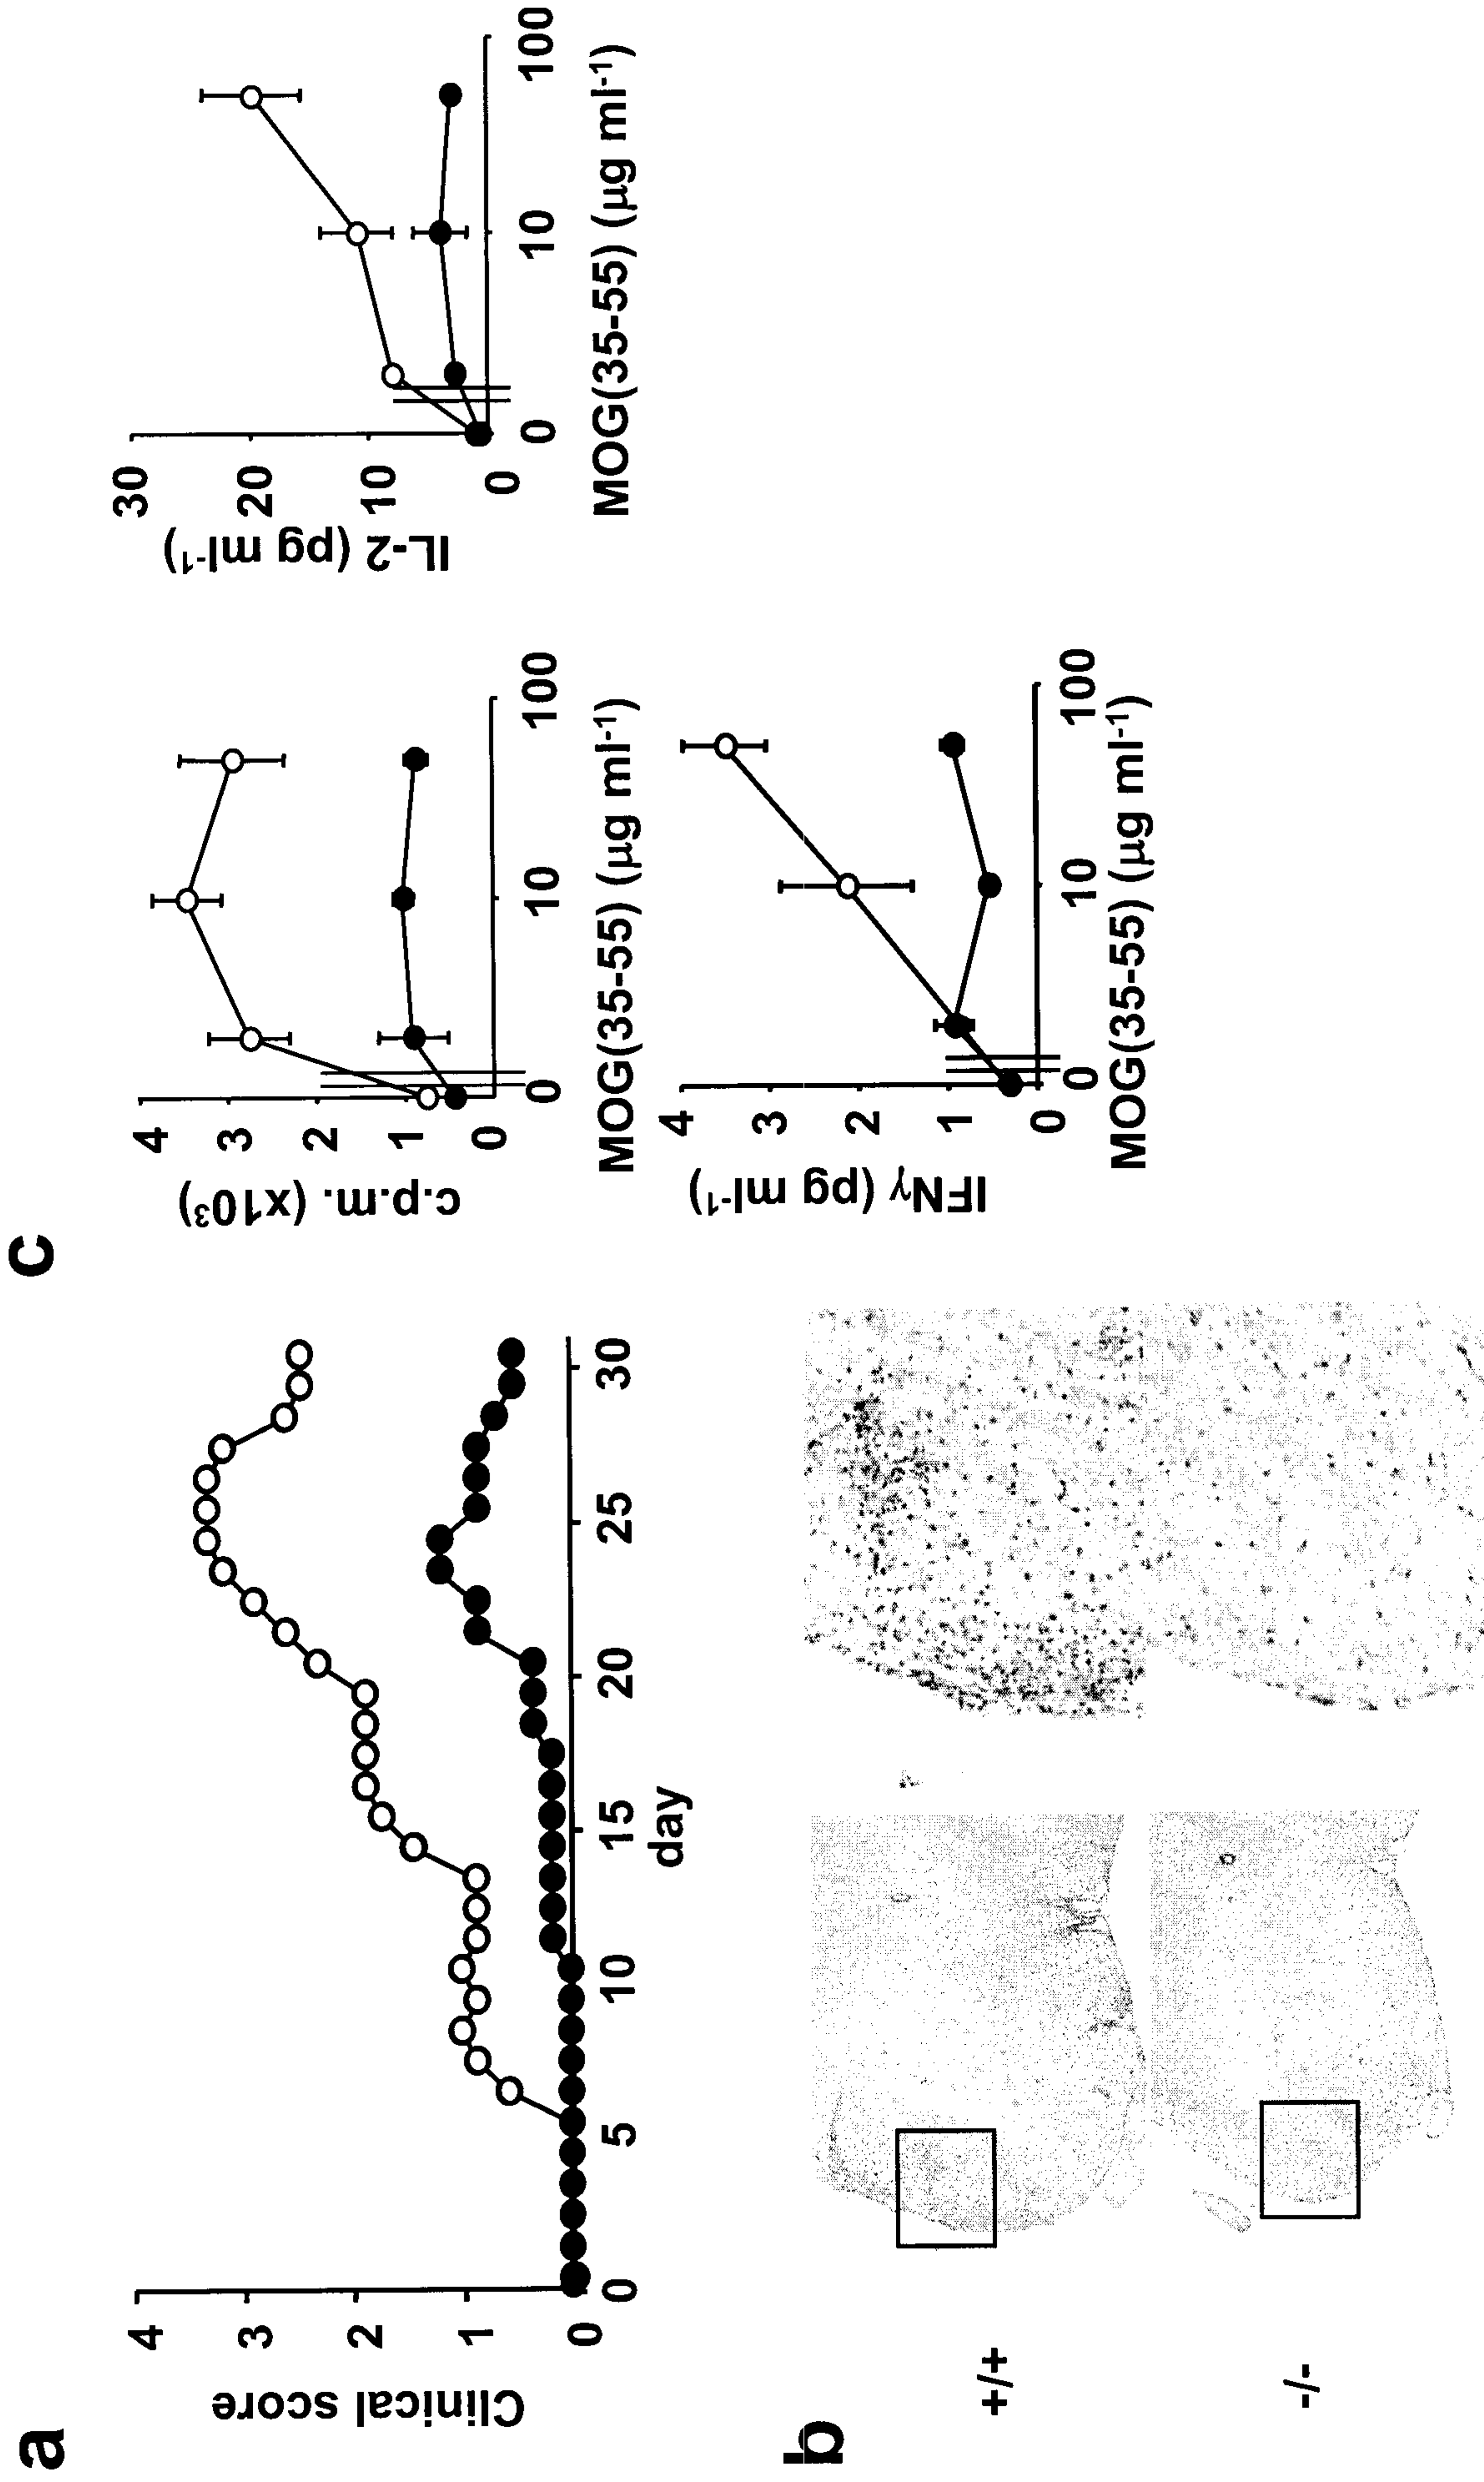 a
Clinical score
4
3
2
1
0
0 5 10 15 20 25 30
day
b
+/+
-/-
c
c.p.m. (x10³)
4
3
2
1
0
0 10 100
MOG(35-55) (μg ml⁻¹)
IL-2 (pg ml⁻¹)
30
20
10
0
0 10 100
MOG(35-55) (μg ml⁻¹)
IFNγ (pg ml⁻¹)
4
3
2
1
0
0 10 100
MOG(35-55) (μg ml⁻¹)